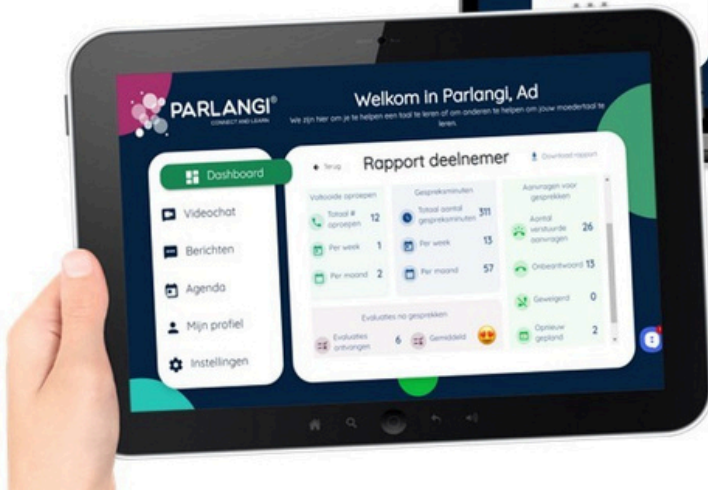 PARLANGI®
CONNECT AND LEARN
Welkom in Parlangi, Ad
We zijn hier om je te helpen een taal te leren of om anderen te helpen om jouw moedertaal te
leren.
Dashboard
Videochat
Berichten
Agenda
Mijn profiel
Instellingen
Terug
Rapport deelnemer
Download rapport
Voltooide oproepen
Totaal #
oproepen 12
Per week 1
Per maand 2
Gespreksminuten
Totaal aantal
gespreksminuten 311
Per week 13
Per maand 57
Aanvragen voor
gesprekken
Aantal
verstuurde
aanvragen 26
Onbeantwoord 13
Geweigerd 0
Opnieuw
gepland 2
Evaluaties na gesprekken
Evaluaties
ontvangen 6
Gemiddeld